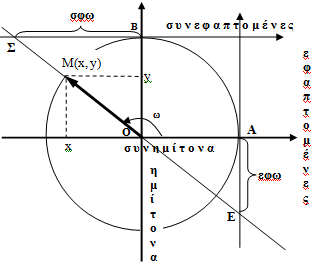 σφω
Β
συνεφαπτομένες
Σ
M(x, y)
y
ω
Ο
Α
x
συνημίτονα
ημίτονα
εφαπτομένες
εφω
Ε